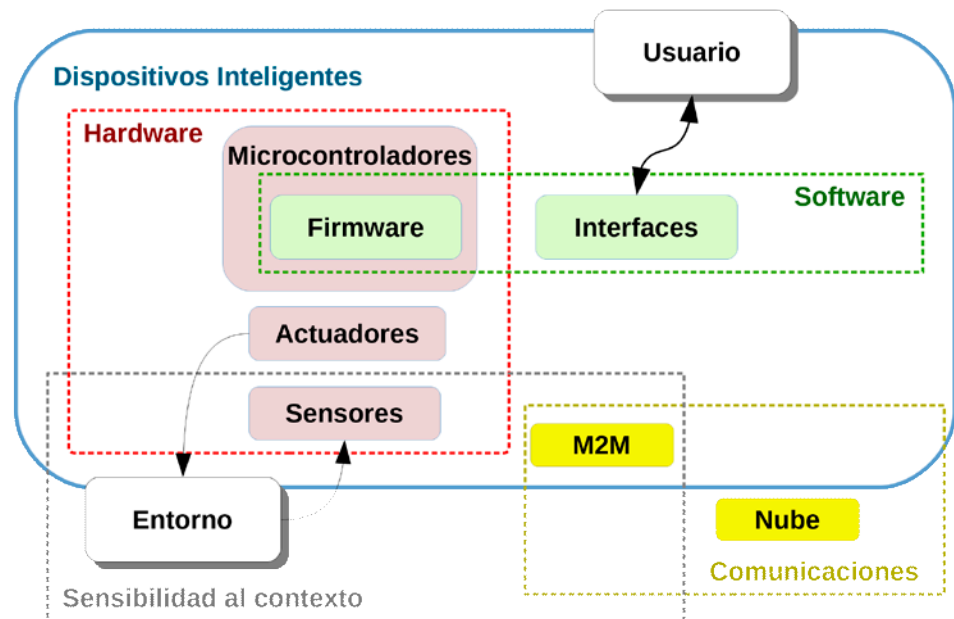 Usuario
Dispositivos Inteligentes
Hardware
Microcontroladores
Software
Firmware
Interfaces
Actuadores
Sensores
M2M
Entorno
Nube
Comunicaciones
Sensibilidad al contexto